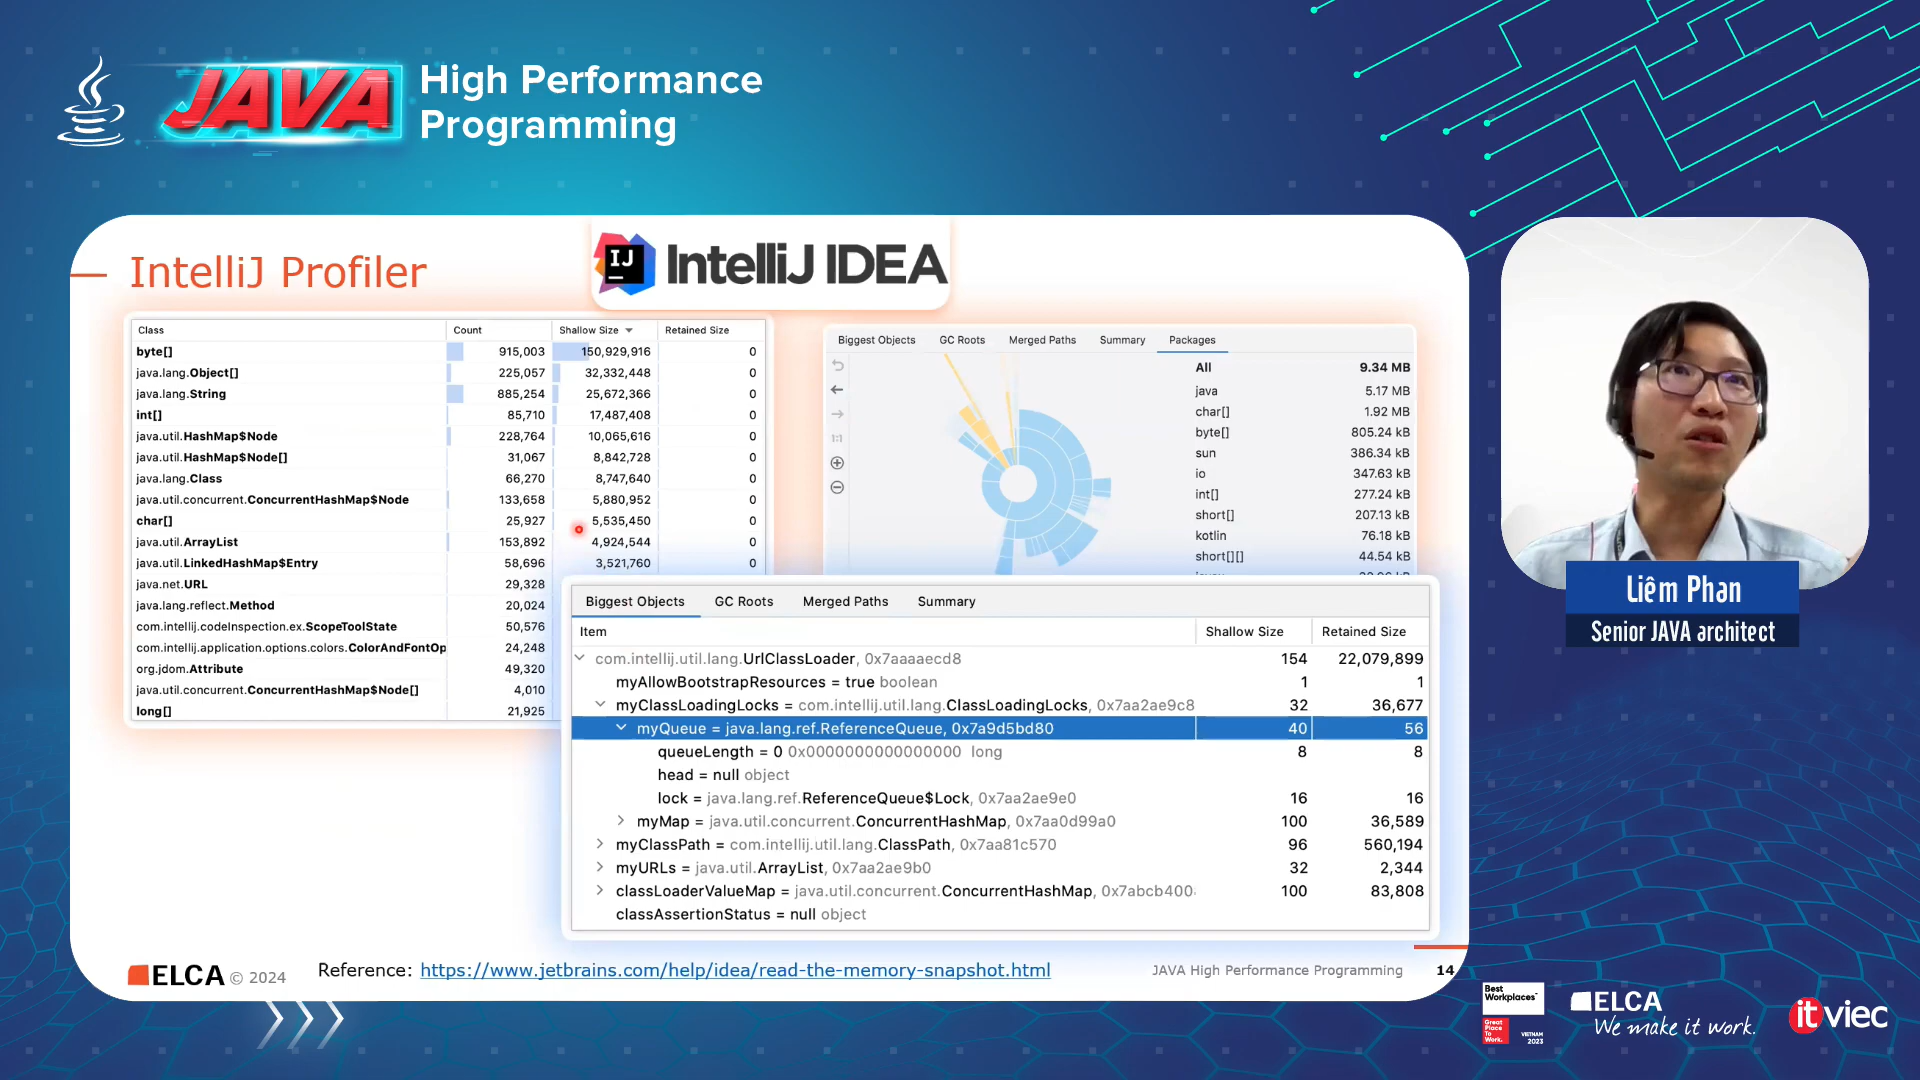 JAVA
High Performance
Programming
IntelliJ Profiler
IJ
IntelliJ IDEA
Class Count Shallow Size Retained Size
byte[] 915,003 150,929,916 0
java.lang.Object[] 225,057 32,332,448 0
java.lang.String 885,254 25,672,366 0
int[] 85,710 17,487,408 0
java.util.HashMap$Node 228,764 10,065,616 0
java.util.HashMap$Node[] 31,067 8,842,728 0
java.lang.Class 66,270 8,747,640 0
java.util.concurrent.ConcurrentHashMap$Node 133,658 5,880,952 0
char[] 25,927 5,535,450 0
java.util.ArrayList 153,892 4,924,544 0
java.util.LinkedHashMap$Entry 58,696 3,521,760 0
java.net.URL 29,328
java.lang.reflect.Method 20,024
com.intellij.codeInspection.ex.ScopeToolState 50,576
com.intellij.application.options.colors.ColorAndFontOp 24,248
org.jdom.Attribute 49,320
java.util.concurrent.ConcurrentHashMap$Node[] 4,010
long[] 21,925
Biggest Objects GC Roots Merged Paths Summary Packages
1:1
All 9.34 MB
java 5.17 MB
char[] 1.92 MB
byte[] 805.24 kB
sun 386.34 kB
io 347.63 kB
int[] 277.24 kB
short[] 207.13 kB
kotlin 76.18 kB
short[][] 44.54 kB
Biggest Objects GC Roots Merged Paths Summary
Item Shallow Size Retained Size
com.intellij.util.lang.UrlClassLoader, 0x7aaaaecd8 154 22,079,899
myAllowBootstrapResources = true boolean 1 1
myClassLoadingLocks = com.intellij.util.lang.ClassLoadingLocks, 0x7aa2ae9c8 32 36,677
myQueue = java.lang.ref.ReferenceQueue, 0x7a9d5bd80 40 56
queueLength = 0 0x0000000000000000 long 8 8
head = null object
lock = java.lang.ref.ReferenceQueue$Lock, 0x7aa2ae9e0 16 16
myMap = java.util.concurrent.ConcurrentHashMap, 0x7aa0d99a0 100 36,589
myClassPath = com.intellij.util.lang.ClassPath, 0x7aa81c570 96 560,194
myURLs = java.util.ArrayList, 0x7aa2ae9b0 32 2,344
classLoaderValueMap = java.util.concurrent.ConcurrentHashMap, 0x7abcb400 100 83,808
classAssertionStatus = null object
ELCA © 2024
Reference: https://www.jetbrains.com/help/idea/read-the-memory-snapshot.html
JAVA High Performance Programming 14
Liêm Phan
Senior JAVA architect
Best
Workplaces™
Great
Place
To
Work.
VIETNAM
2023
ELCA
We make it work.
itviec